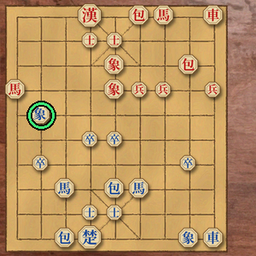 漢 包 馬 車
士 士
象 包
馬 象 兵 兵 兵
象
卒 卒
卒 卒
馬 包 馬
士 士
包 楚 象 車